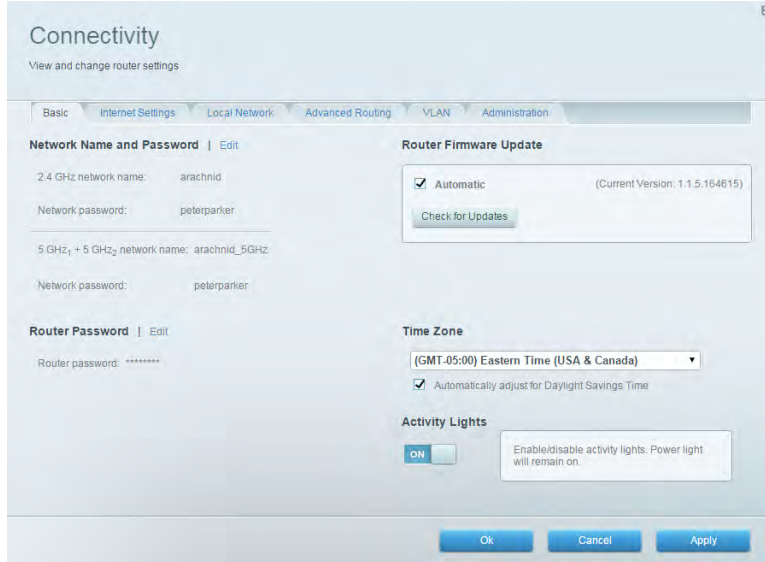 Connectivity
View and change router settings
Basic
Internet Settings
Local Network
Advanced Routing
VLAN
Administration
Network Name and Password | Edit
2.4 GHz network name: arachnid
Network password: peterparker
5 GHz1 + 5 GHz2 network name: arachnid_5GHz
Network password: peterparker
Router Password | Edit
Router password: ********
Router Firmware Update
Automatic
(Current Version: 1.1.5.164615)
Check for Updates
Time Zone
(GMT-05:00) Eastern Time (USA & Canada)
Automatically adjust for Daylight Savings Time
Activity Lights
ON
Enable/disable activity lights. Power light
will remain on.
Ok
Cancel
Apply